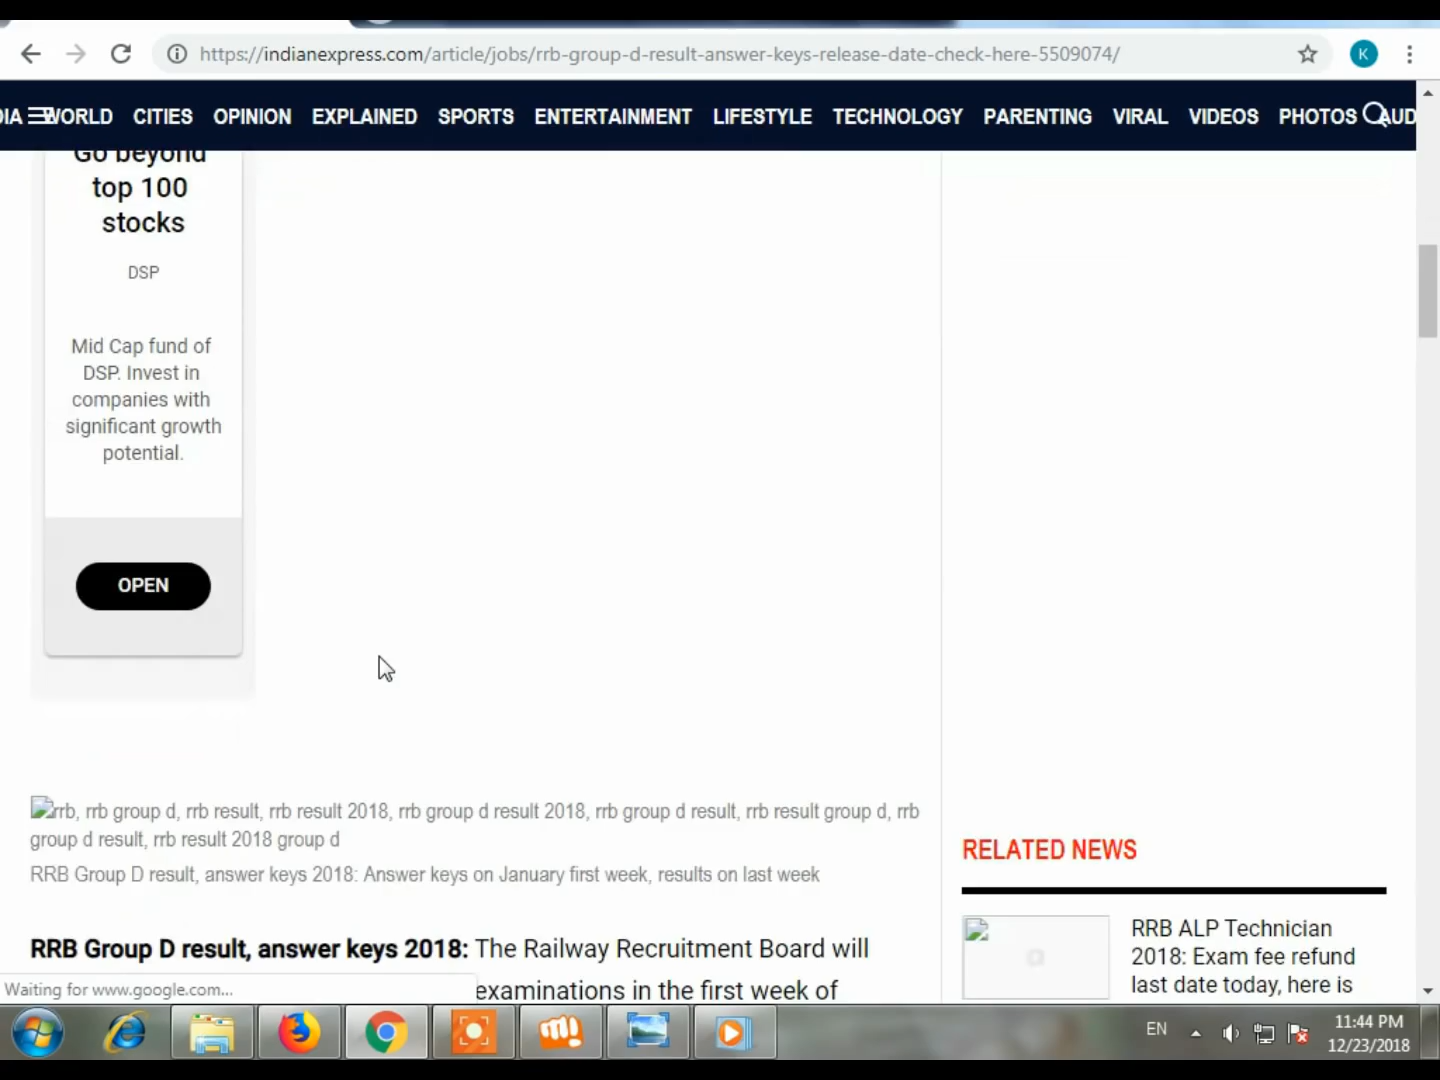 https://indianexpress.com/article/jobs/rrb-group-d-result-answer-keys-release-date-check-here-5509074/
K
WORLD CITIES OPINION EXPLAINED SPORTS ENTERTAINMENT LIFESTYLE TECHNOLOGY PARENTING VIRAL VIDEOS PHOTOS
Go beyond
top 100
stocks
DSP
Mid Cap fund of
DSP. Invest in
companies with
significant growth
potential.
OPEN
rrb, rrb group d, rrb result, rrb result 2018, rrb group d result 2018, rrb group d result, rrb result group d, rrb
group d result, rrb result 2018 group d
RRB Group D result, answer keys 2018: Answer keys on January first week, results on last week
RRB Group D result, answer keys 2018: The Railway Recruitment Board will
examinations in the first week of
RELATED NEWS
RRB ALP Technician
2018: Exam fee refund
last date today, here is
Waiting for www.google.com...
EN
11:44 PM
12/23/2018